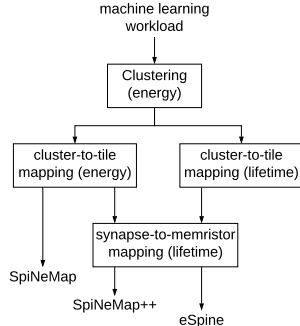 machine learning
workload
Clustering
(energy)
cluster-to-tile
mapping (energy)
cluster-to-tile
mapping (lifetime)
synapse-to-memristor
mapping (lifetime)
SpiNeMap
SpiNeMap++
eSpine